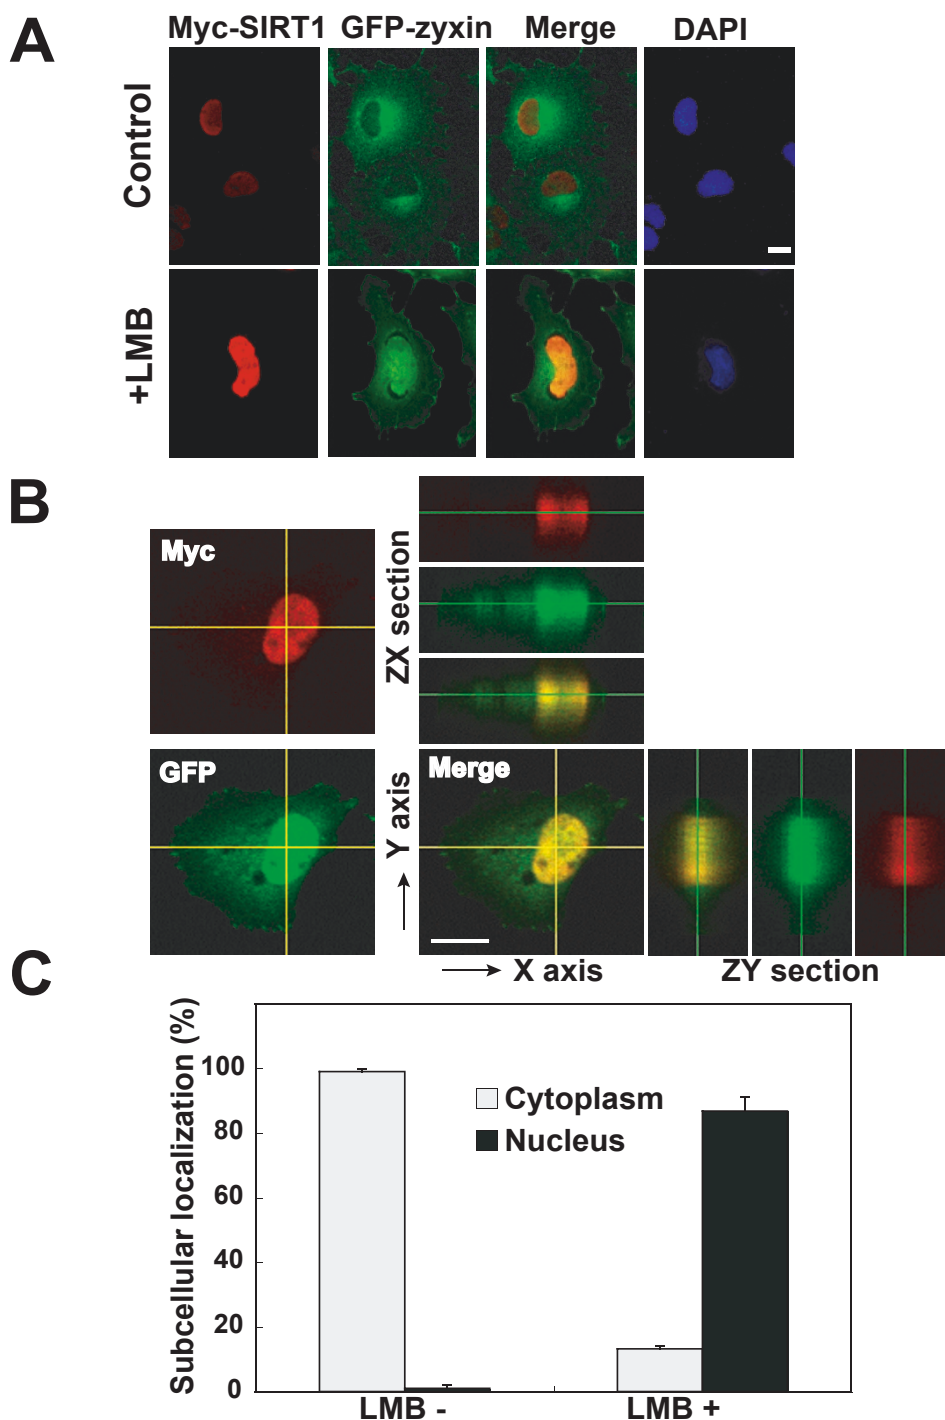 A
Myc-SIRT1 GFP-zyxin Merge DAPI
Control
+LMB
B
Myc
ZX section
GFP
Y axis
Merge
X axis
ZY section
C
Subcellular localization (%)
100
80
60
40
20
0
Cytoplasm
Nucleus
LMB - LMB +